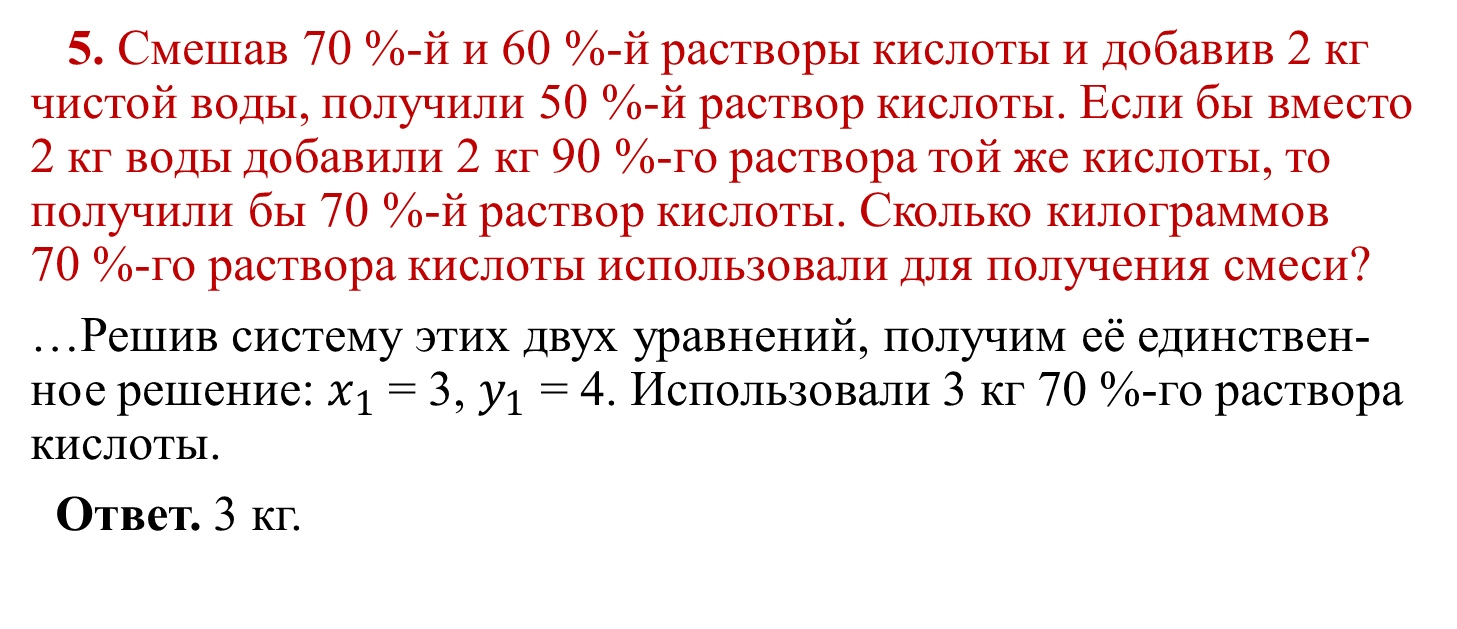 5. Смешав 70 %-й и 60 %-й растворы кислоты и добавив 2 кг
чистой воды, получили 50 %-й раствор кислоты. Если бы вместо
2 кг воды добавили 2 кг 90 %-го раствора той же кислоты, то
получили бы 70 %-й раствор кислоты. Сколько килограммов
70 %-го раствора кислоты использовали для получения смеси?
…Решив систему этих двух уравнений, получим её единствен-
ное решение: x₁ = 3, y₁ = 4. Использовали 3 кг 70 %-го раствора
кислоты.
Ответ. 3 кг.